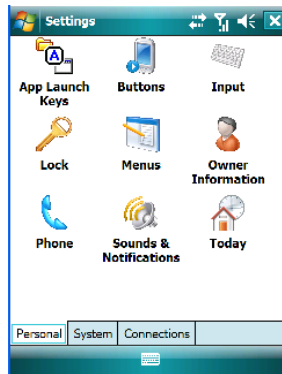 Settings
App Launch
Keys
Buttons
Input
Lock
Menus
Owner
Information
Phone
Sounds &
Notifications
Today
Personal System Connections